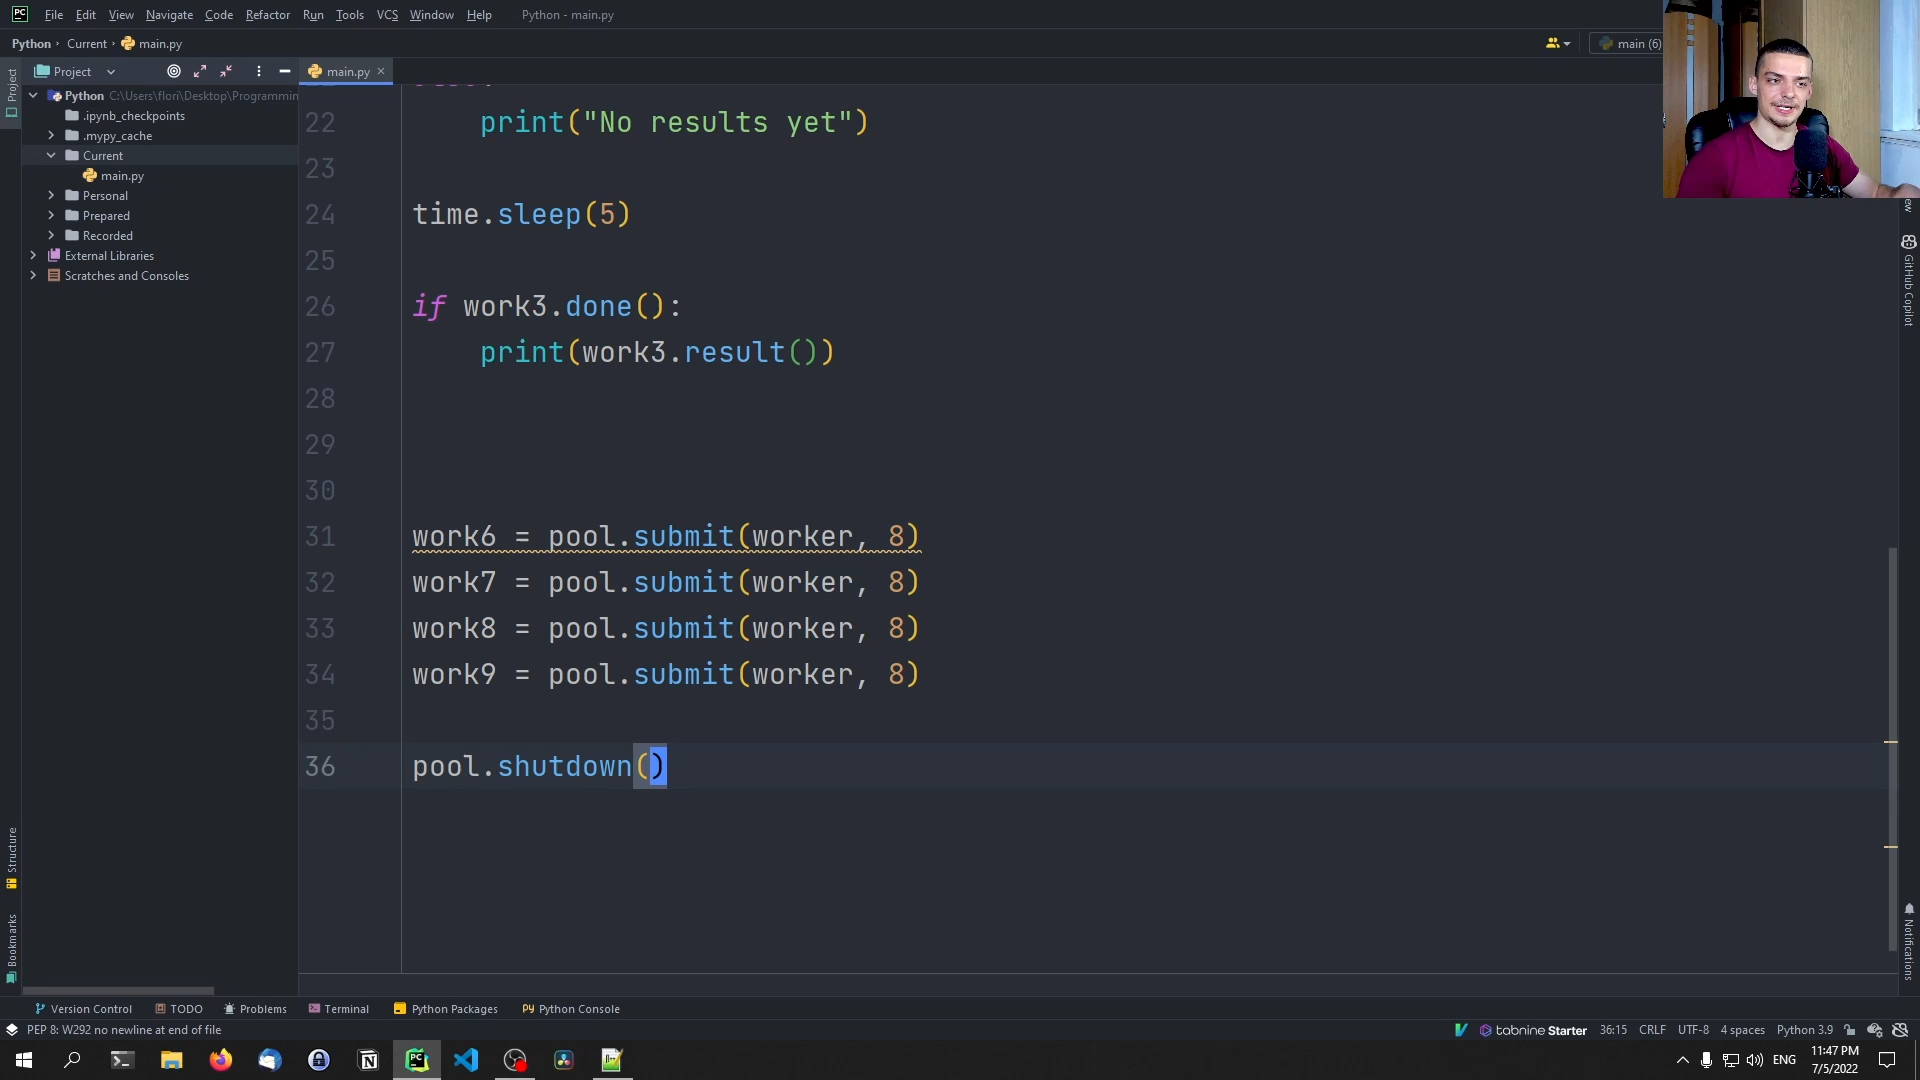 File Edit View Navigate Code Refactor Run Tools VCS Window Help Python - main.py
Python Current main.py
main (6)
Project
main.py
Project
Python C:\Users\flori\Desktop\Programmin
.ipynb_checkpoints
.mypy_cache
Current
main.py
Personal
Prepared
Recorded
External Libraries
Scratches and Consoles
22 print("No results yet")
23
24 time.sleep(5)
25
26 if work3.done():
27 print(work3.result())
28
29
30
31 work6 = pool.submit(worker, 8)
32 work7 = pool.submit(worker, 8)
33 work8 = pool.submit(worker, 8)
34 work9 = pool.submit(worker, 8)
35
36 pool.shutdown()
GitHub Copilot
Notifications
Structure
Bookmarks
Version Control TODO Problems Terminal Python Packages Python Console
PEP 8: W292 no newline at end of file
tabnine Starter 36:15 CRLF UTF-8 4 spaces Python 3.9
ENG
11:47 PM
7/5/2022